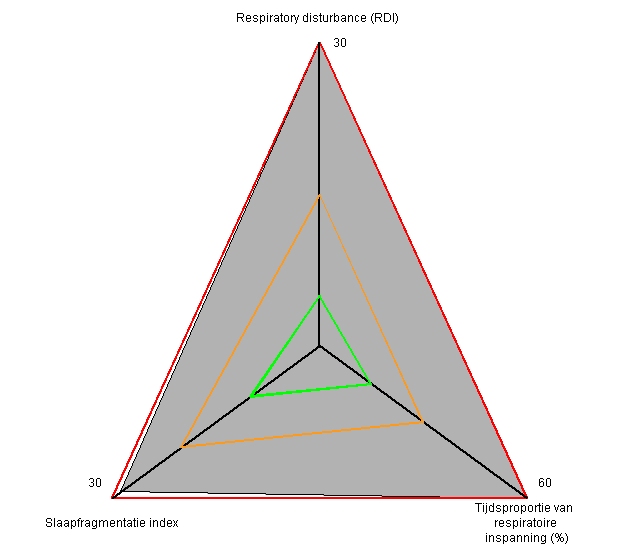 Respiratory disturbance (RDI)
30
30
60
Slaapfragmentatie index
Tijdsproportie van
respiratoire
inspanning (%)